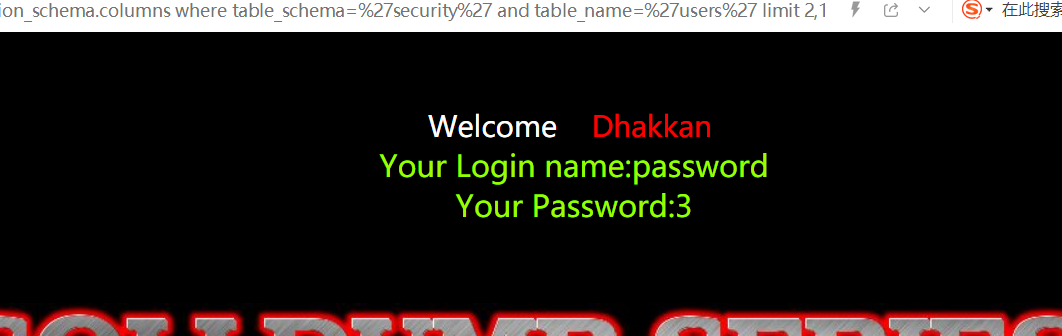 ion_schema.columns where table_schema=%27security%27 and table_name=%27users%27 limit 2,1 在此搜索
Welcome Dhakkan
Your Login name:password
Your Password:3